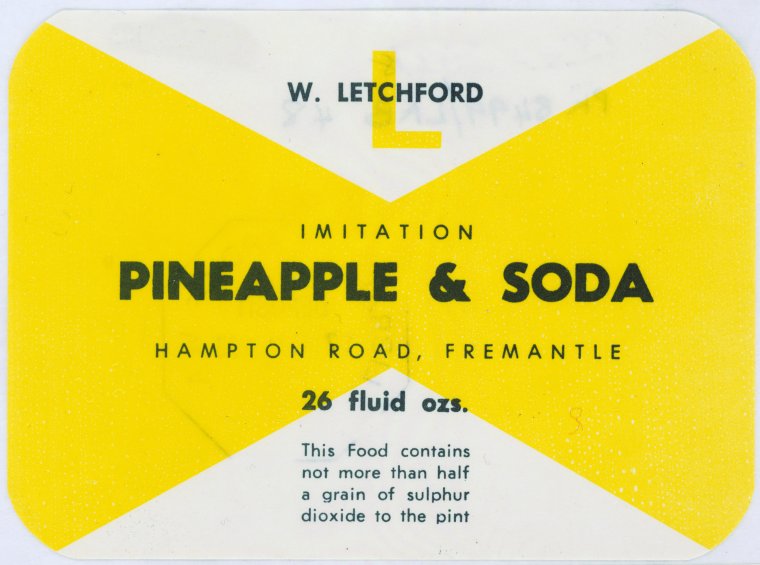 L
W. LETCHFORD
IMITATION
PINEAPPLE & SODA
HAMPTON ROAD, FREMANTLE
26 fluid ozs.
This Food contains
not more than half
a grain of sulphur
dioxide to the pint